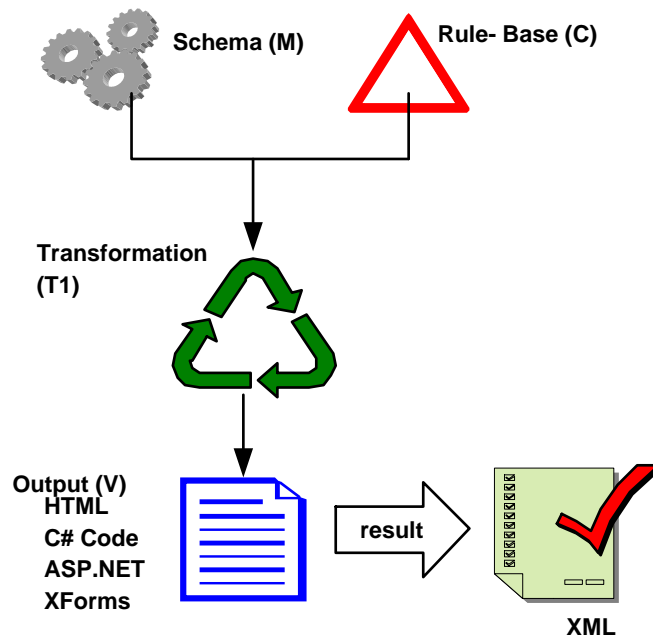 Schema (M)
Rule- Base (C)
Transformation
(T1)
Output (V)
HTML
C# Code
ASP.NET
XForms
result
XML